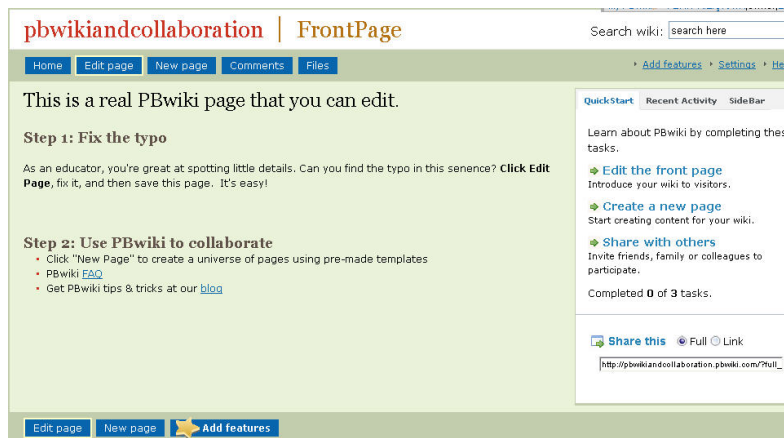 pbwikiandcollaboration | FrontPage
Search wiki: search here
Home Edit page New page Comments Files
Add features Settings He
This is a real PBwiki page that you can edit.
Step 1: Fix the typo
As an educator, you're great at spotting little details. Can you find the typo in this senence? Click Edit
Page, fix it, and then save this page. It's easy!
Step 2: Use PBwiki to collaborate
Click "New Page" to create a universe of pages using pre-made templates
PBwiki FAQ
Get PBwiki tips & tricks at our blog
QuickStart Recent Activity SideBar
Learn about PBwiki by completing thes
tasks.
Edit the front page
Introduce your wiki to visitors.
Create a new page
Start creating content for your wiki.
Share with others
Invite friends, family or colleagues to
participate.
Completed 0 of 3 tasks.
Share this Full Link
http://pbwikiandcollaboration.pbwiki.com/?full_
Edit page New page Add features